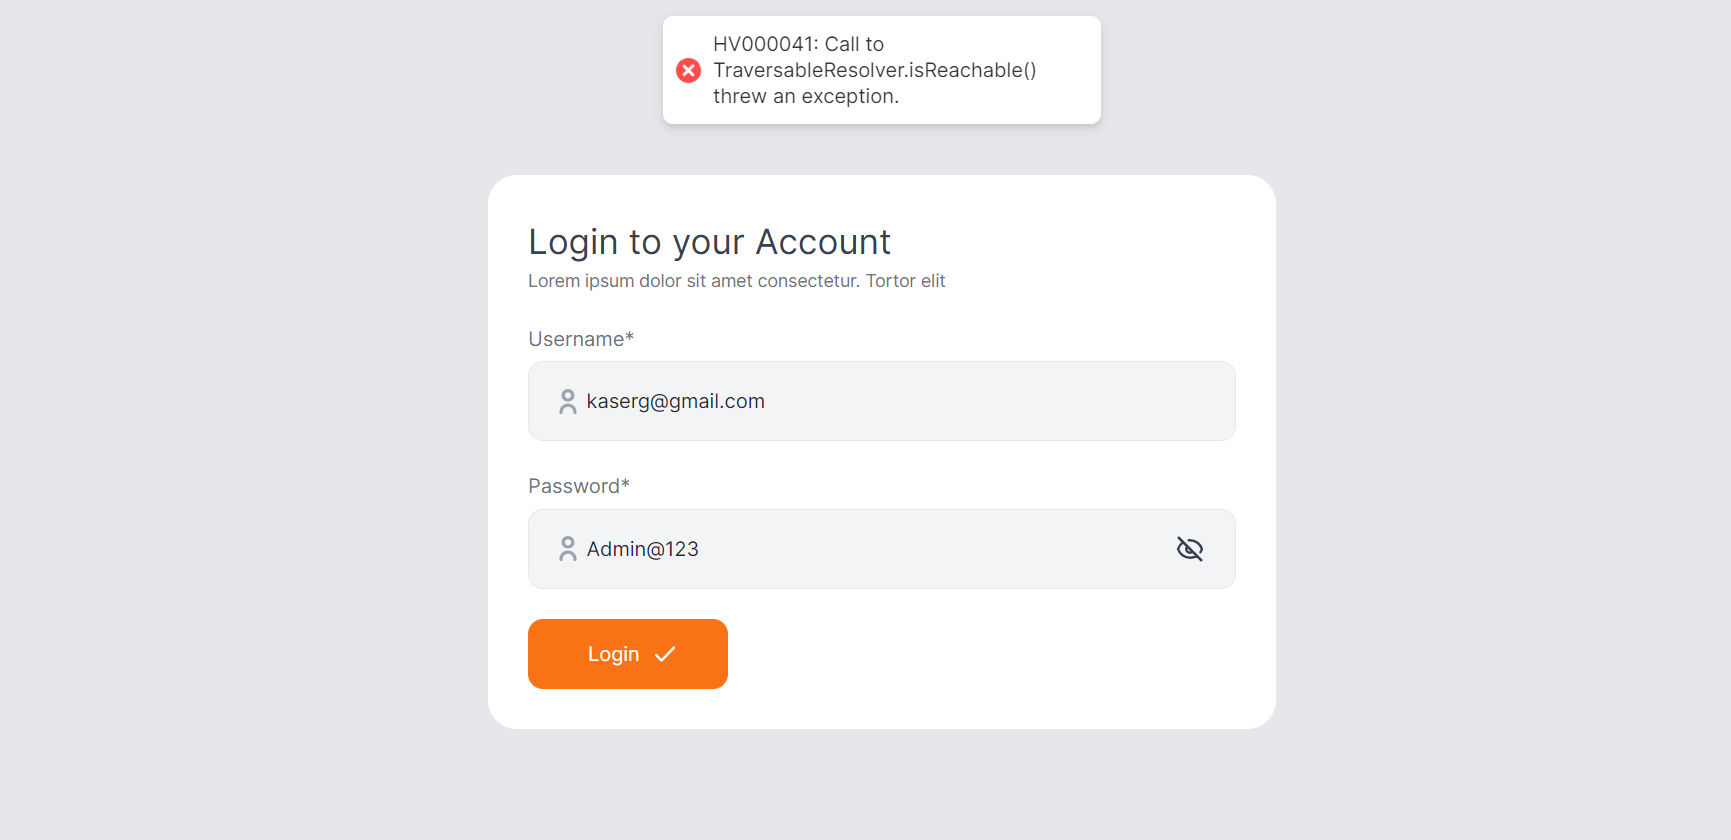 HV000041: Call to
TraversableResolver.isReachable()
threw an exception.
Login to your Account
Lorem ipsum dolor sit amet consectetur. Tortor elit
Username*
kaserg@gmail.com
Password*
Admin@123
Login